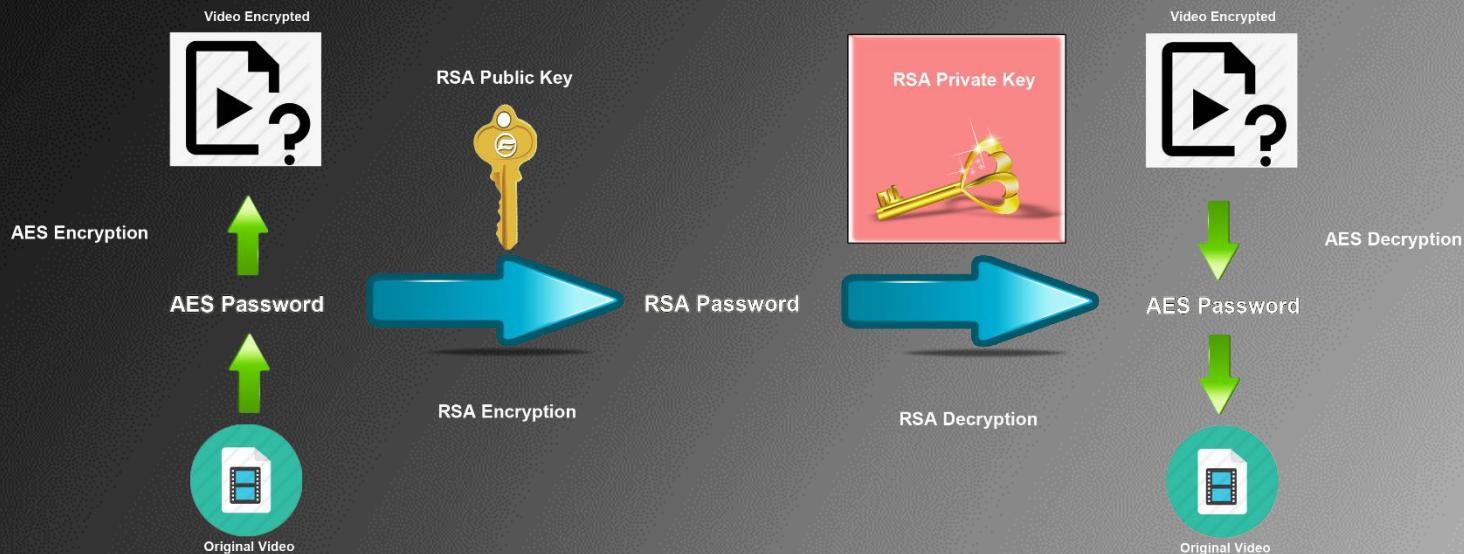 Video Encrypted
Video Encrypted
RSA Public Key
RSA Private Key
?
?
AES Encryption
AES Decryption
AES Password
RSA Password
AES Password
RSA Encryption
RSA Decryption
Original Video
Original Video